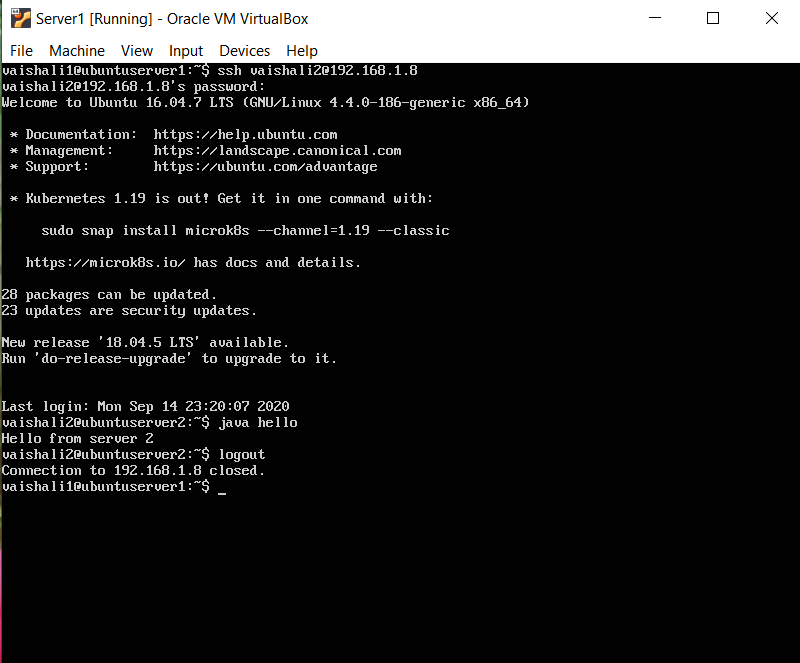 Server1 [Running] - Oracle VM VirtualBox
File Machine View Input Devices Help
vaishali1@ubuntuserver1:~$ ssh vaishali2@192.168.1.8
vaishali2@192.168.1.8's password:
Welcome to Ubuntu 16.04.7 LTS (GNU/Linux 4.4.0-186-generic x86_64)
* Documentation:  https://help.ubuntu.com
* Management:     https://landscape.canonical.com
* Support:        https://ubuntu.com/advantage
* Kubernetes 1.19 is out! Get it in one command with:
sudo snap install microk8s --channel=1.19 --classic
https://microk8s.io/ has docs and details.
28 packages can be updated.
23 updates are security updates.
New release '18.04.5 LTS' available.
Run 'do-release-upgrade' to upgrade to it.
Last login: Mon Sep 14 23:20:07 2020
vaishali2@ubuntuserver2:~$ java hello
Hello from server 2
vaishali2@ubuntuserver2:~$ logout
Connection to 192.168.1.8 closed.
vaishali1@ubuntuserver1:~$ _